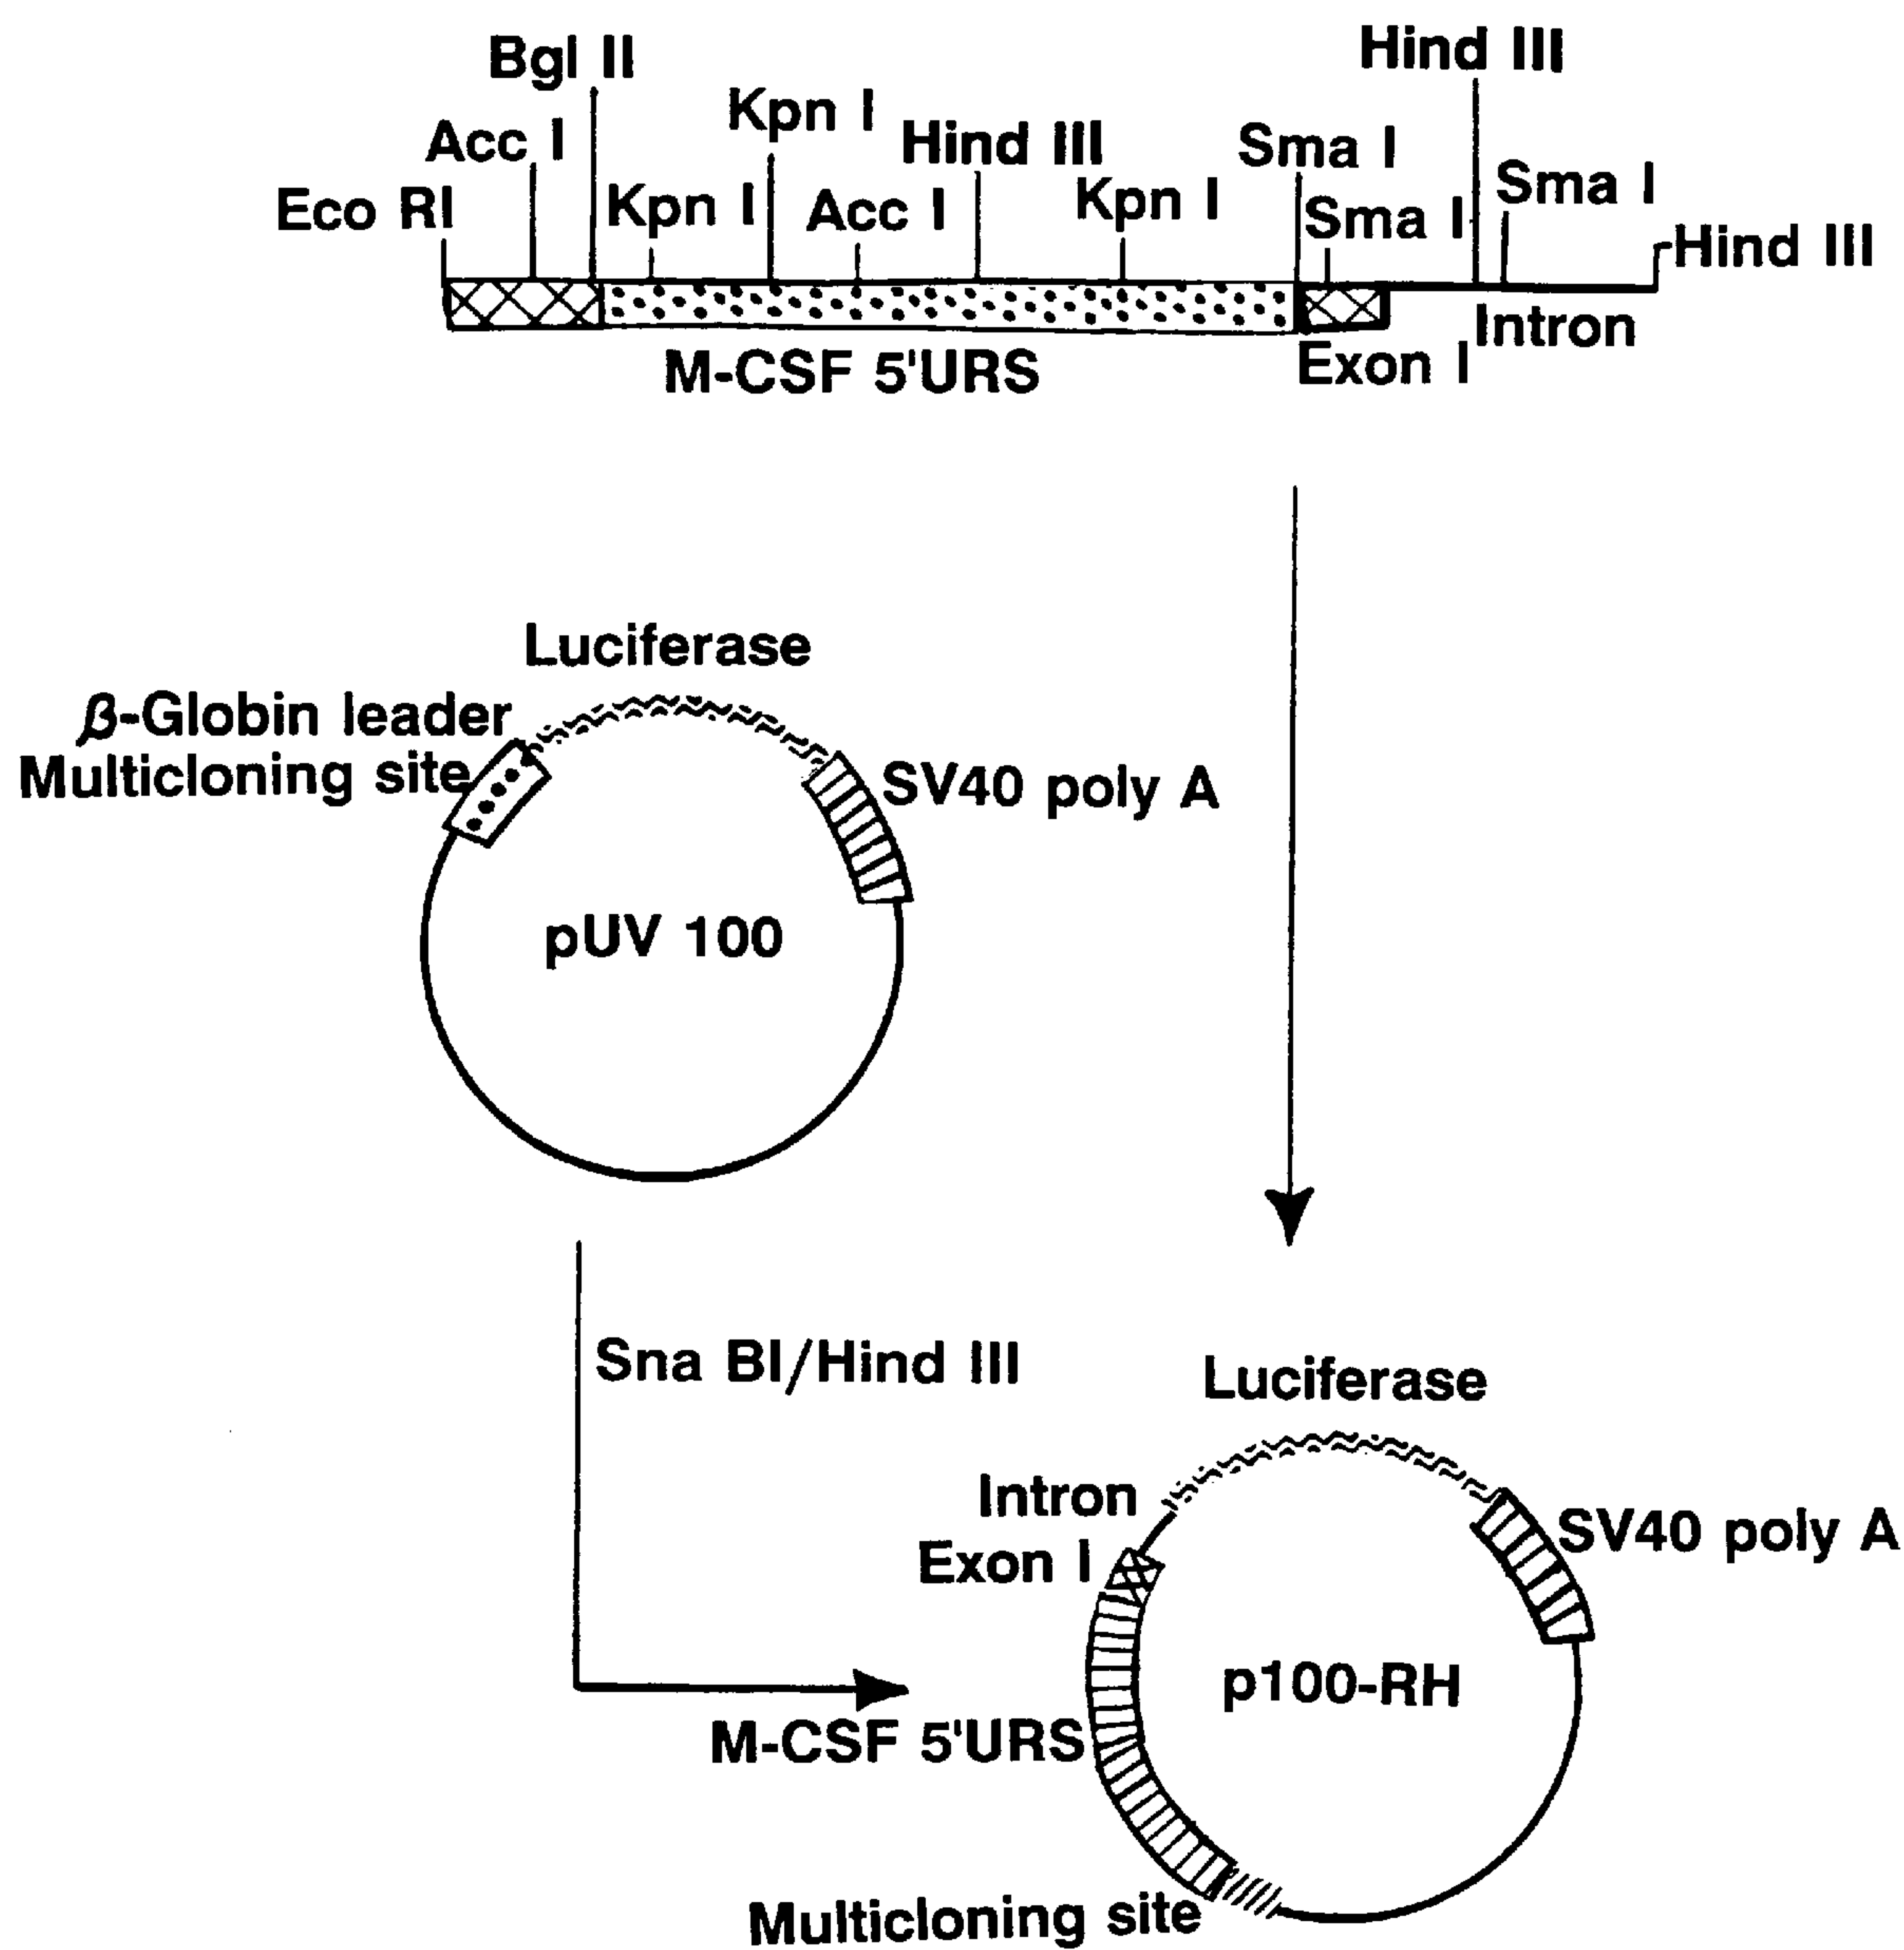 Bgl II
Hind III
Kpn I
Acc I
Hind III
Sma I
Eco RI
Kpn I
Acc I
Kpn I
Sma I
Sma I
Hind III
M-CSF 5'URS
Exon I
Intron
Luciferase
β-Globin leader
Multicloning site
SV40 poly A
pUV 100
Sna BI/Hind III
Luciferase
Intron
Exon I
SV40 poly A
p100-RH
M-CSF 5'URS
Multicloning site